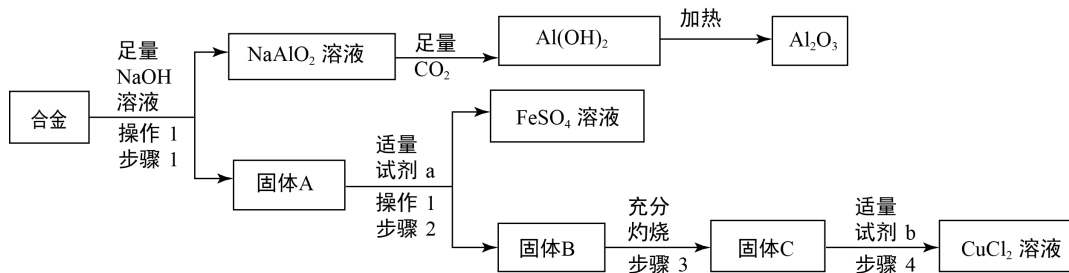 合金
足量
NaOH
溶液
操作 1
步骤 1
NaAlO₂ 溶液
足量
CO₂
Al(OH)₂
加热
Al₂O₃
固体A
适量
试剂 a
操作 1
步骤 2
FeSO₄ 溶液
固体B
充分
灼烧
步骤 3
固体C
适量
试剂 b
步骤 4
CuCl₂ 溶液